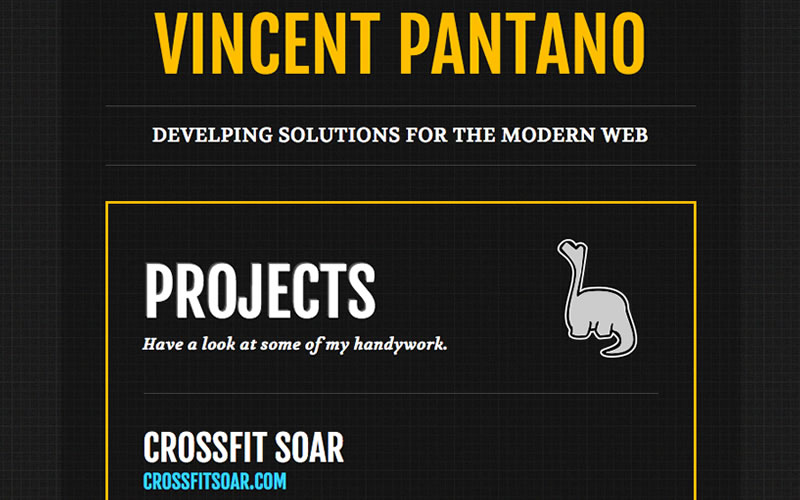 VINCENT PANTANO
DEVELPING SOLUTIONS FOR THE MODERN WEB
PROJECTS
Have a look at some of my handywork.
CROSSFIT SOAR
CROSSFITSOAR.COM